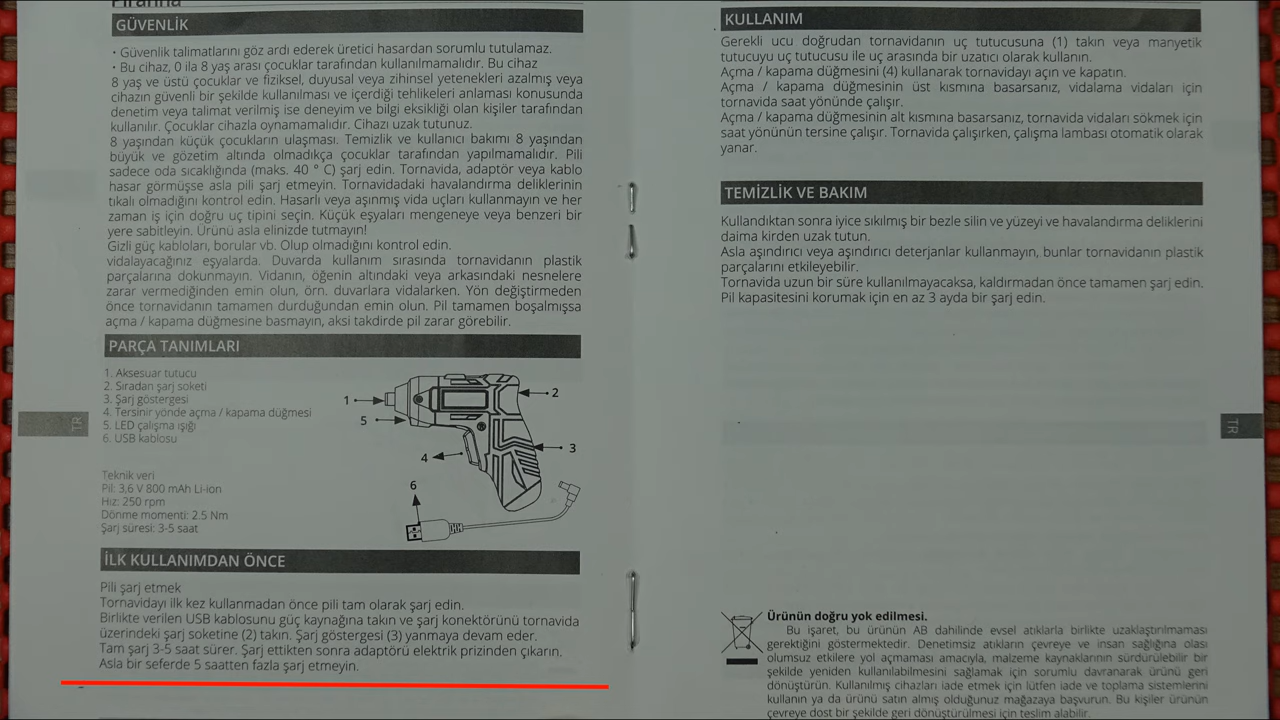 Piranha
GÜVENLİK
• Güvenlik talimatlarını göz ardı ederek üretici hasardan sorumlu tutulamaz.
• Bu cihaz, 0 ila 8 yaş arası çocuklar tarafından kullanılmamalıdır. Bu cihaz
8 yaş ve üstü çocuklar ve fiziksel, duyusal veya zihinsel yetenekleri azalmış veya
cihazın güvenli bir şekilde kullanılması ve içerdiği tehlikeleri anlaması konusunda
denetim veya talimat verilmiş ise deneyim ve bilgi eksikliği olan kişiler tarafından
kullanılır. Çocuklar cihazla oynamamalıdır. Cihazı uzak tutunuz.
8 yaşından küçük çocukların ulaşması. Temizlik ve kullanıcı bakımı 8 yaşından
büyük ve gözetim altında olmadıkça çocuklar tarafından yapılmamalıdır. Pili
sadece oda sıcaklığında (maks. 40 ° C) şarj edin. Tornavida, adaptör veya kablo
hasar görmüşse asla pili şarj etmeyin. Tornavidadaki havalandırma deliklerinin
tıkalı olmadığını kontrol edin. Hasarlı veya aşınmış vida uçları kullanmayın ve her
zaman iş için doğru uç tipini seçin. Küçük eşyaları mengeneye veya benzeri bir
yere sabitleyin. Ürünü asla elinizde tutmayın!
Gizli güç kabloları, borular vb. Olup olmadığını kontrol edin.
vidalayacağınız eşyalarda. Duvarda kullanım sırasında tornavidanın plastik
parçalarına dokunmayın. Vidanın, öğenin altındaki veya arkasındaki nesnelere
zarar vermediğinden emin olun, örn. duvarlara vidalarken. Yön değiştirmeden
önce tornavidanın tamamen durduğundan emin olun. Pil tamamen boşalmışsa
açma / kapama düğmesine basmayın, aksi takdirde pil zarar görebilir.
PARÇA TANIMLARI
1. Aksesuar tutucu
2. Sıradan şarj soketi
3. Şarj göstergesi
4. Tersinir yönde açma / kapama düğmesi
5. LED çalışma ışığı
6. USB kablosu
1
2
5
3
4
6
TR
Teknik veri
Pil: 3,6 V 800 mAh Li-ion
Hız: 250 rpm
Dönme momenti: 2.5 Nm
Şarj süresi: 3-5 saat
İLK KULLANIMDAN ÖNCE
Pili şarj etmek
Tornavidayı ilk kez kullanmadan önce pili tam olarak şarj edin.
Birlikte verilen USB kablosunu güç kaynağına takın ve şarj konektörünü tornavida
üzerindeki şarj soketine (2) takın. Şarj göstergesi (3) yanmaya devam eder.
Tam şarj 3-5 saat sürer. Şarj ettikten sonra adaptörü elektrik prizinden çıkarın.
Asla bir seferde 5 saatten fazla şarj etmeyin.
KULLANIM
Gerekli ucu doğrudan tornavidanın uç tutucusuna (1) takın veya manyetik
tutucuyu uç tutucusu ile uç arasında bir uzatıcı olarak kullanın.
Açma / kapama düğmesini (4) kullanarak tornavidayı açın ve kapatın.
Açma / kapama düğmesinin üst kısmına basarsanız, vidalama vidaları için
tornavida saat yönünde çalışır.
Açma / kapama düğmesinin alt kısmına basarsanız, tornavida vidaları sökmek için
saat yönünün tersine çalışır. Tornavida çalışırken, çalışma lambası otomatik olarak
yanar.
TEMİZLİK VE BAKIM
Kullandıktan sonra iyice sıkılmış bir bezle silin ve yüzeyi ve havalandırma deliklerini
daima kirden uzak tutun.
Asla aşındırıcı veya aşındırıcı deterjanlar kullanmayın, bunlar tornavidanın plastik
parçalarını etkileyebilir.
Tornavida uzun bir süre kullanılmayacaksa, kaldırmadan önce tamamen şarj edin.
Pil kapasitesini korumak için en az 3 ayda bir şarj edin.
TR
Ürünün doğru yok edilmesi.
Bu işaret, bu ürünün AB dahilinde evsel atıklarla birlikte uzaklaştırılmaması
gerektiğini göstermektedir. Denetimsiz atıkların çevreye ve insan sağlığına olası
olumsuz etkilere yol açmaması amacıyla, malzeme kaynaklarının sürdürülebilir bir
şekilde yeniden kullanılabilmesini sağlamak için sorumlu davranarak ürünü geri
dönüştürün. Kullanılmış cihazları iade etmek için lütfen iade ve toplama sistemlerini
kullanın ya da ürünü satın almış olduğunuz mağazaya başvurun. Bu kişiler ürünün
çevreye dost bir şekilde geri dönüştürülmesi için teslim alabilir.